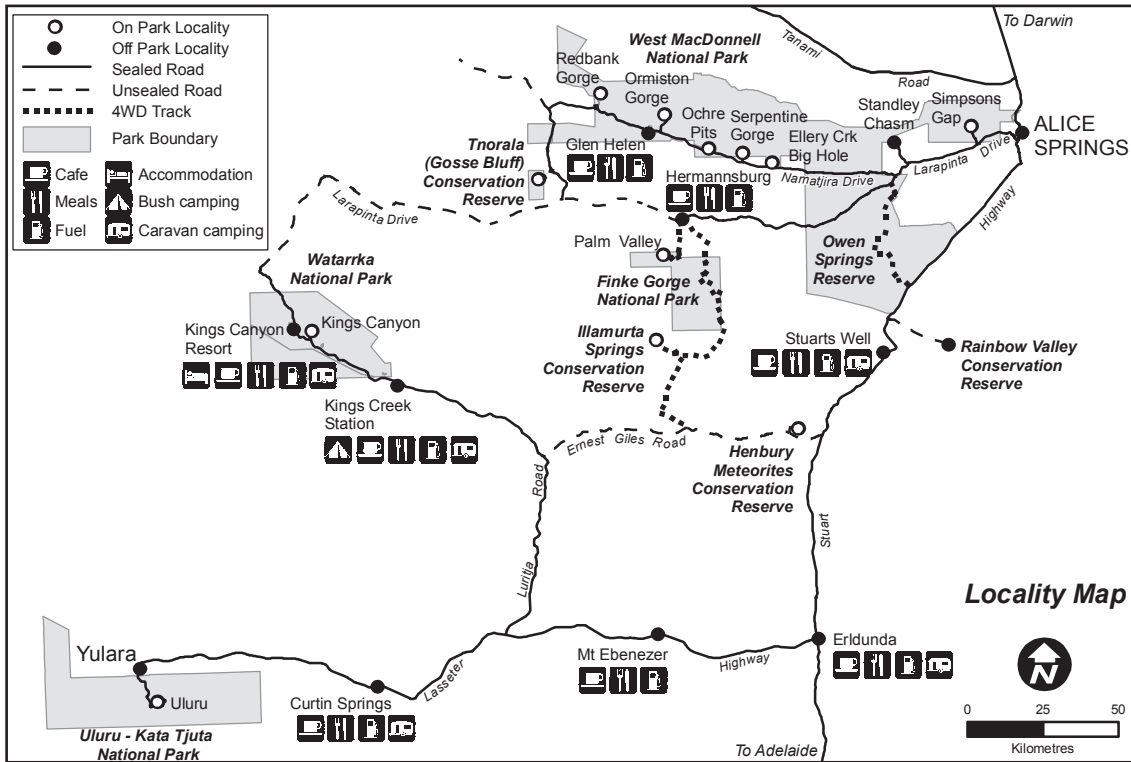 On Park Locality
Off Park Locality
Sealed Road
Unsealed Road
4WD Track
Park Boundary
Cafe
Accommodation
Meals
Bush camping
Fuel
Caravan camping
To Darwin
Tanami
Road
West MacDonnell
National Park
Redbank
Gorge
Ormiston
Gorge
Ochre
Pits
Serpentine
Gorge
Ellery Crk
Big Hole
Standley
Chasm
Simpsons
Gap
ALICE
SPRINGS
Larapinta Drive
Namatjira Drive
Highway
Glen Helen
Tnorala
(Gosse Bluff)
Conservation
Reserve
Hermannsburg
Larapinta Drive
Palm Valley
Finke Gorge
National Park
Owen
Springs
Reserve
Watarrka
National Park
Kings Canyon
Resort
Kings Canyon
Kings Creek
Station
Illamurta
Springs
Conservation
Reserve
Stuarts Well
Rainbow Valley
Conservation
Reserve
Ernest Giles Road
Henbury
Meteorites
Conservation
Reserve
Luritja
Road
Stuart
Locality Map
N
0 25 50
Kilometres
Yulara
Uluru
Uluru - Kata Tjuta
National Park
Curtin Springs
Lasseter
Highway
Mt Ebenezer
Erldunda
To Adelaide